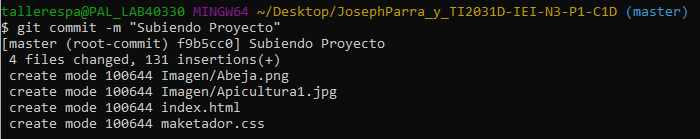 tallerespa@PAL_LAB40330 MINGW64 ~/Desktop/JosephParra_y_TI2031D-IEI-N3-P1-C1D (master)
$ git commit -m "Subiendo Proyecto"
[master (root-commit) f9b5cc0] Subiendo Proyecto
 4 files changed, 131 insertions(+)
 create mode 100644 Imagen/Abeja.png
 create mode 100644 Imagen/Apicultura1.jpg
 create mode 100644 index.html
 create mode 100644 maketador.css